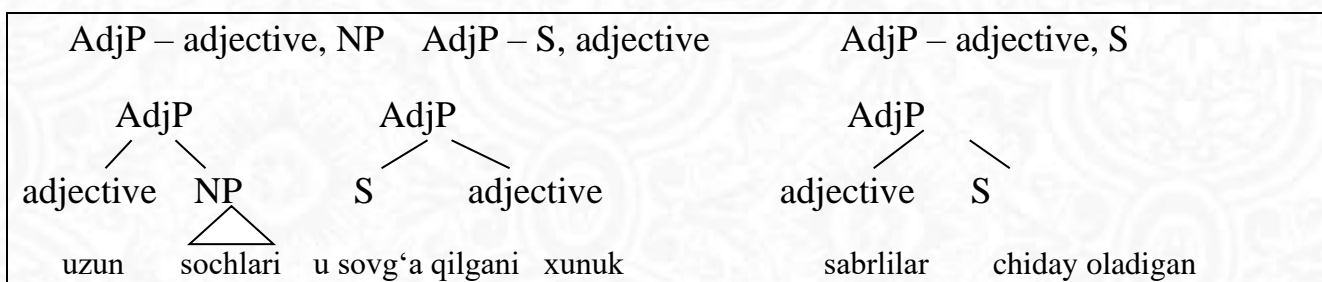 AdjP – adjective, NP AdjP – S, adjective AdjP – adjective, S
AdjP AdjP AdjP
adjective NP S adjective adjective S
uzun sochlari u sovg‘a qilgani xunuk sabrlilar chiday oladigan